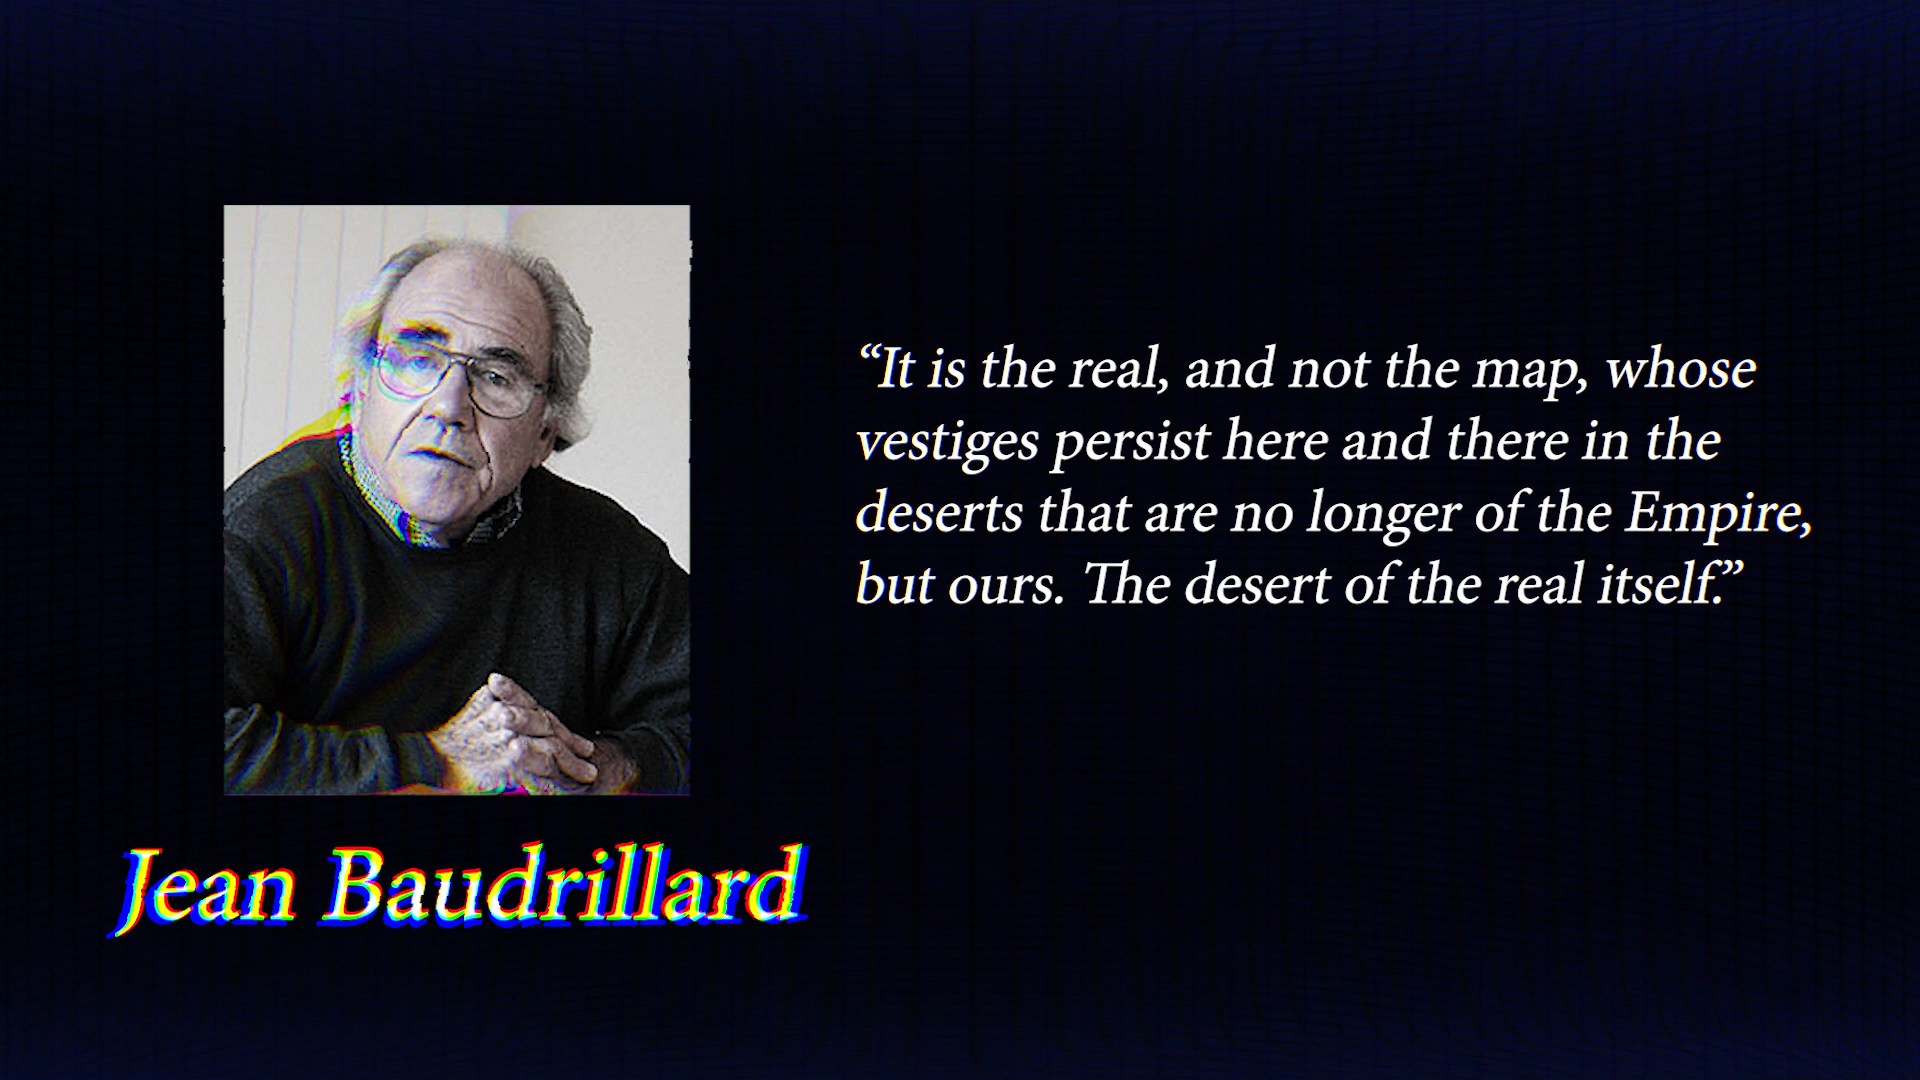 “It is the real, and not the map, whose
vestiges persist here and there in the
deserts that are no longer of the Empire,
but ours. The desert of the real itself.”
Jean Baudrillard